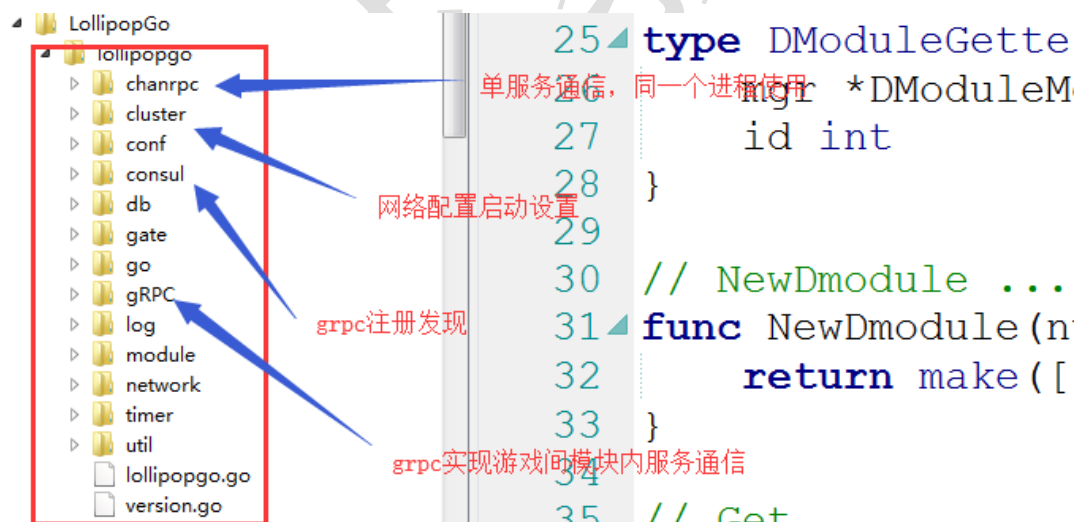 LollipopGo
lollipopgo
chanrpc
cluster
conf
consul
db
gate
go
gRPC
log
module
network
timer
util
lollipopgo.go
version.go
单服务通信,同一个进程使用
网络配置启动设置
grpc注册发现
grpc实现游戏间模块内服务通信
25 type DModuleGette
26 mgr *DModuleM
27 id int
28 }
29
30 // NewDmodule ...
31 func NewDmodule(n
32 return make([
33 }
34
35 // Get